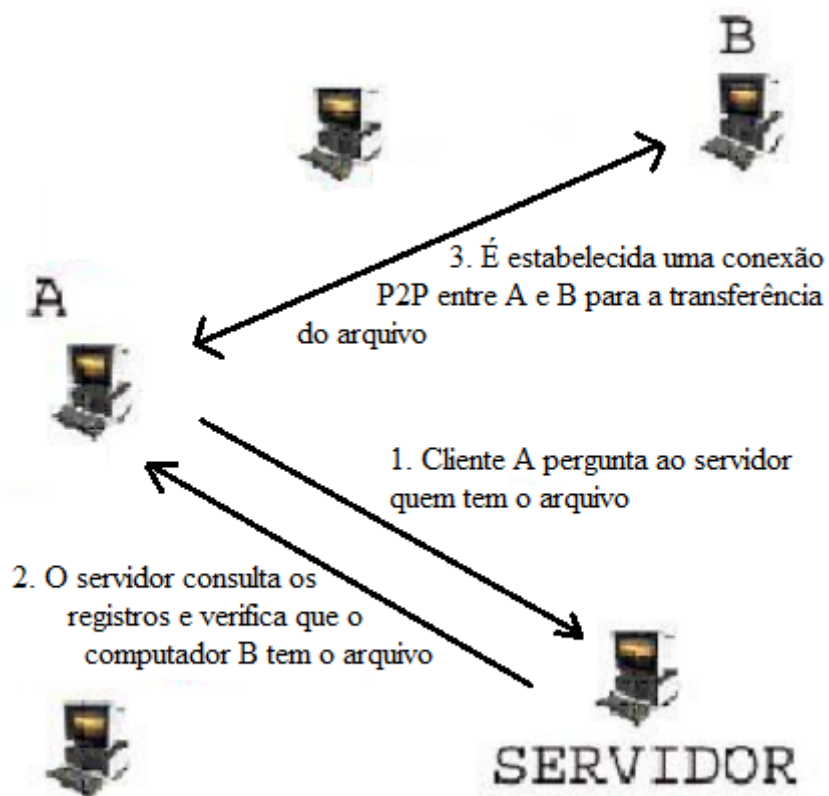 B
3. É estabelecida uma conexão
P2P entre A e B para a transferência
do arquivo
A
1. Cliente A pergunta ao servidor
quem tem o arquivo
2. O servidor consulta os
registros e verifica que o
computador B tem o arquivo
SERVIDOR